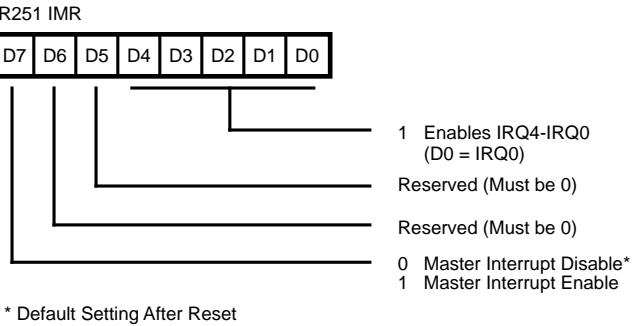 R251 IMR
D7 D6 D5 D4 D3 D2 D1 D0
1 Enables IRQ4-IRQ0
(D0 = IRQ0)
Reserved (Must be 0)
Reserved (Must be 0)
0 Master Interrupt Disable*
1 Master Interrupt Enable
* Default Setting After Reset